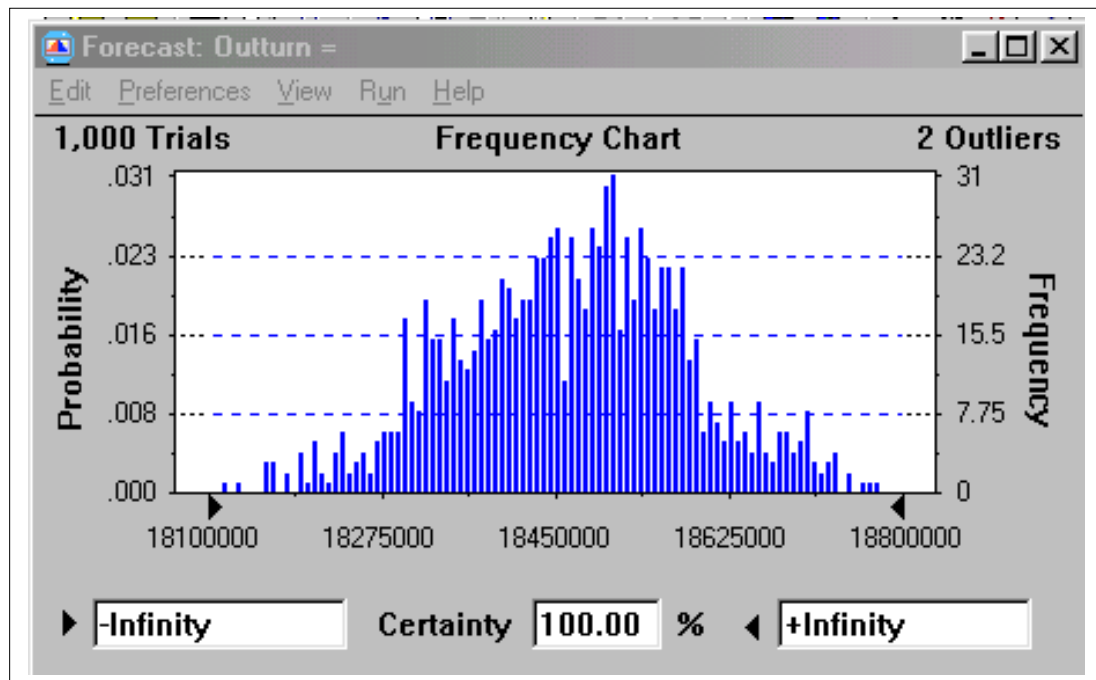 Forecast: Outturn =
Edit Preferences View Run Help
1,000 Trials Frequency Chart 2 Outliers
.031 31
.023 23.2
.016 15.5
.008 7.75
.000 0
Probability
Frequency
18100000 18275000 18450000 18625000 18800000
-Infinity Certainty 100.00 % +Infinity